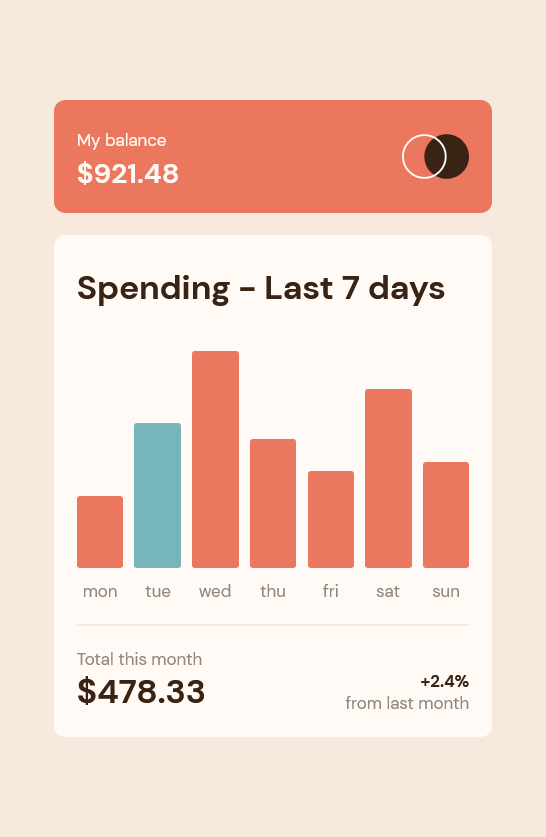 My balance
$921.48
Spending - Last 7 days
mon tue wed thu fri sat sun
Total this month
$478.33
+2.4%
from last month